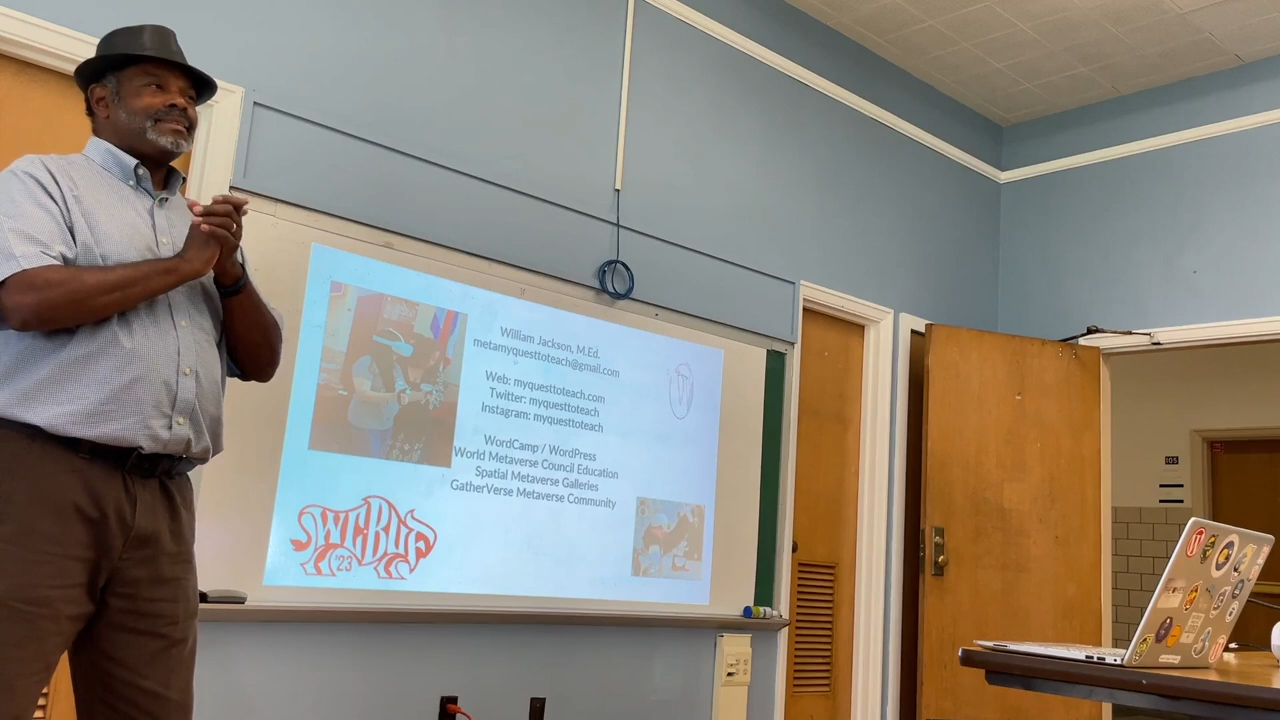 William Jackson, M.Ed.
metamyquesttoteach@gmail.com
Web: myquesttoteach.com
Twitter: myquesttoteach
Instagram: myquesttoteach
WordCamp / WordPress
World Metaverse Council Education
Spatial Metaverse Galleries
GatherVerse Metaverse Community
WCBUF
'23
105